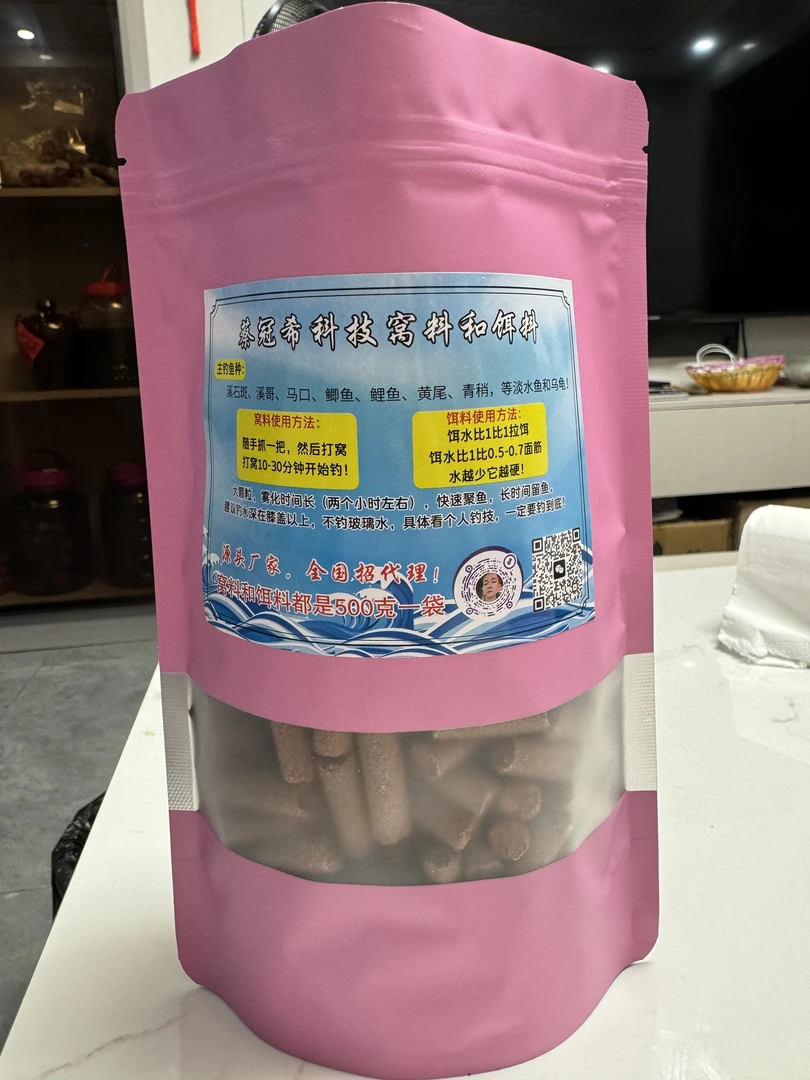 蔡冠希科技窝料和饵料
主钓鱼种:
溪石斑、溪哥、马口、鲫鱼、鲤鱼、黄尾、青稍，等淡水鱼和乌龟!
窝料使用方法:
随手抓一把，然后打窝
打窝10-30分钟开始钓!
饵料使用方法:
饵水比1比1拉饵
饵水比1比0.5-0.7面筋
水越少它越硬!
大颗粒，雾化时间长（两个小时左右），快速聚鱼，长时间留鱼，
建议钓水深在膝盖以上，不钓玻璃水，具体看个人钓技，一定要钓到底!
源头厂家，全国招代理!
窝料和饵料都是500克一袋